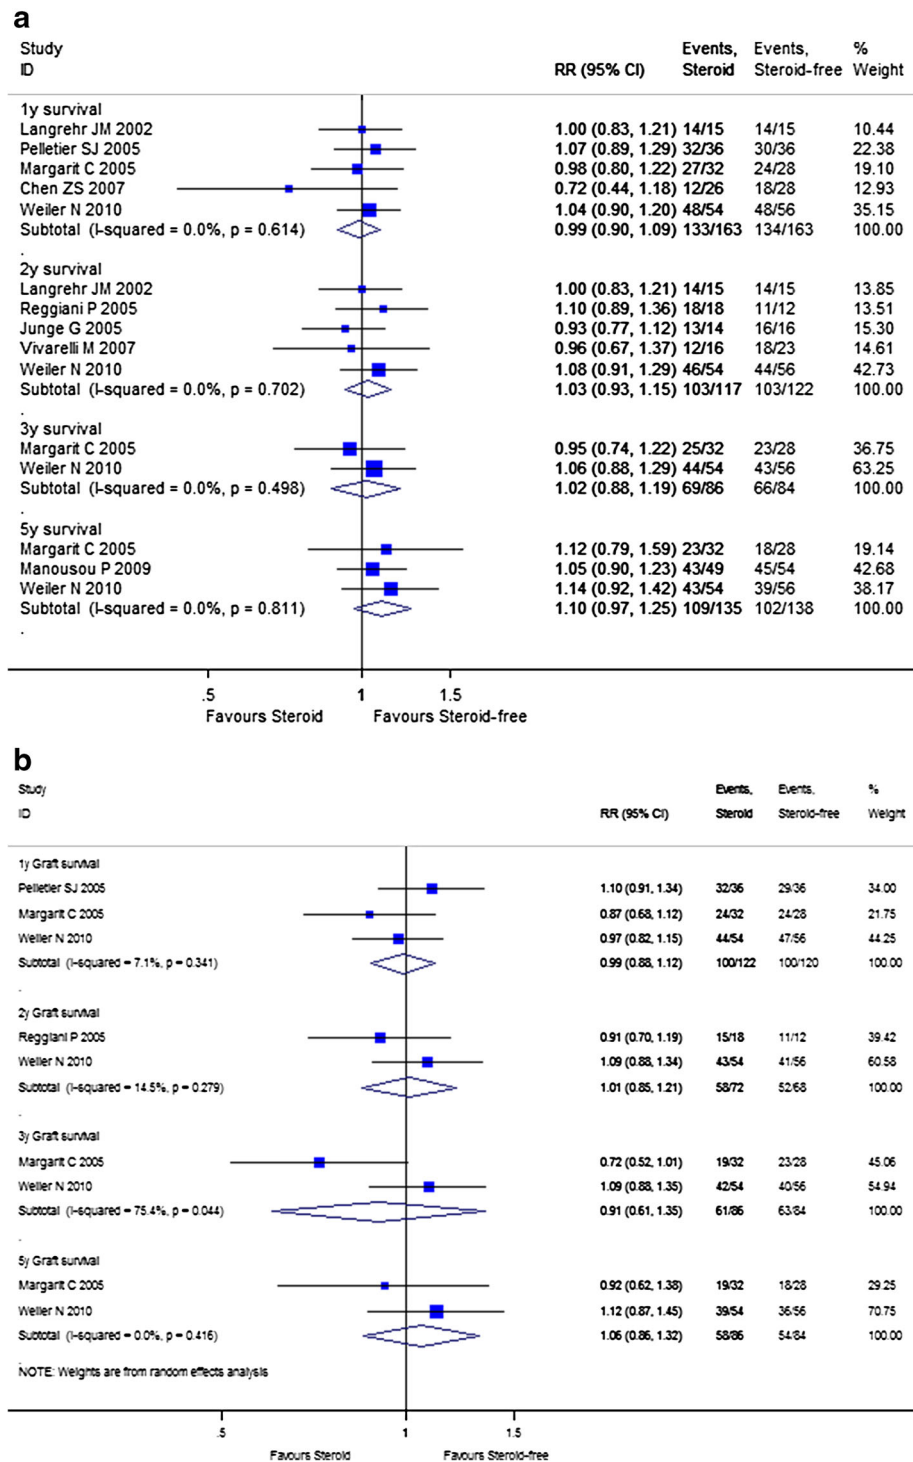 a
Study Events, Events, %
ID RR (95% CI) Steroid Steroid-free Weight
1y survival
Langrehr JM 2002 1.00 (0.83, 1.21) 14/15 14/15 10.44
Pelletier SJ 2005 1.07 (0.89, 1.29) 32/36 30/36 22.38
Margarit C 2005 0.98 (0.80, 1.22) 27/32 24/28 19.10
Chen ZS 2007 0.72 (0.44, 1.18) 12/26 18/28 12.93
Weiler N 2010 1.04 (0.90, 1.20) 48/54 48/56 35.15
Subtotal (I-squared = 0.0%, p = 0.614) 0.99 (0.90, 1.09) 133/163 134/163 100.00
.
2y survival
Langrehr JM 2002 1.00 (0.83, 1.21) 14/15 14/15 13.85
Reggiani P 2005 1.10 (0.89, 1.36) 18/18 11/12 13.51
Junge G 2005 0.93 (0.77, 1.12) 13/14 16/16 15.30
Vivarelli M 2007 0.96 (0.67, 1.37) 12/16 18/23 14.61
Weiler N 2010 1.08 (0.91, 1.29) 46/54 44/56 42.73
Subtotal (I-squared = 0.0%, p = 0.702) 1.03 (0.93, 1.15) 103/117 103/122 100.00
.
3y survival
Margarit C 2005 0.95 (0.74, 1.22) 25/32 23/28 36.75
Weiler N 2010 1.06 (0.88, 1.29) 44/54 43/56 63.25
Subtotal (I-squared = 0.0%, p = 0.498) 1.02 (0.88, 1.19) 69/86 66/84 100.00
.
5y survival
Margarit C 2005 1.12 (0.79, 1.59) 23/32 18/28 19.14
Manousou P 2009 1.05 (0.90, 1.23) 43/49 45/54 42.68
Weiler N 2010 1.14 (0.92, 1.42) 43/54 39/56 38.17
Subtotal (I-squared = 0.0%, p = 0.811) 1.10 (0.97, 1.25) 109/135 102/138 100.00
.
.5 1 1.5
Favours Steroid Favours Steroid-free
b
Study Events, Events, %
ID RR (95% CI) Steroid Steroid-free Weight
1y Graft survival
Pelletier SJ 2005 1.10 (0.91, 1.34) 32/36 29/36 34.00
Margarit C 2005 0.87 (0.68, 1.12) 24/32 24/28 21.75
Weiler N 2010 0.97 (0.82, 1.15) 44/54 47/56 44.25
Subtotal (I-squared = 7.1%, p = 0.341) 0.99 (0.88, 1.12) 100/122 100/120 100.00
.
2y Graft survival
Reggiani P 2005 0.91 (0.70, 1.19) 15/18 11/12 39.42
Weiler N 2010 1.09 (0.88, 1.34) 43/54 41/56 60.58
Subtotal (I-squared = 14.5%, p = 0.279) 1.01 (0.85, 1.21) 58/72 52/68 100.00
.
3y Graft survival
Margarit C 2005 0.72 (0.52, 1.01) 19/32 23/28 45.06
Weiler N 2010 1.09 (0.88, 1.35) 42/54 40/56 54.94
Subtotal (I-squared = 75.4%, p = 0.044) 0.91 (0.61, 1.35) 61/86 63/84 100.00
.
5y Graft survival
Margarit C 2005 0.92 (0.62, 1.38) 19/32 18/28 29.25
Weiler N 2010 1.12 (0.87, 1.45) 39/54 36/56 70.75
Subtotal (I-squared = 0.0%, p = 0.416) 1.06 (0.86, 1.32) 58/86 54/84 100.00
.
NOTE: Weights are from random effects analysis
.5 1 1.5
Favours Steroid Favours Steroid-free